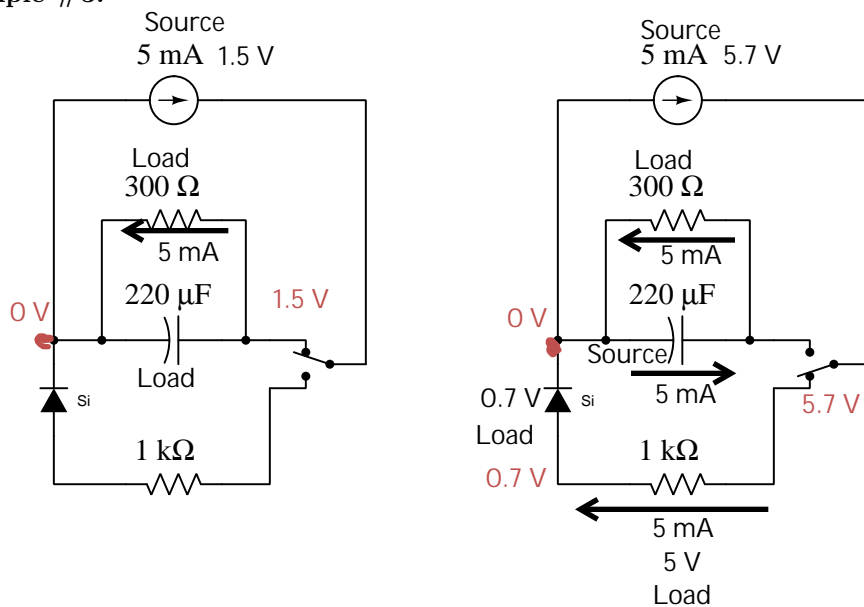 Source
5 mA 1.5 V
Load
300 Ω
5 mA
220 μF
1.5 V
0 V
Load
Si
1 kΩ
Source
5 mA 5.7 V
Load
300 Ω
5 mA
220 μF
0 V
Source
5 mA
0.7 V
Si
5.7 V
Load
1 kΩ
0.7 V
5 mA
5 V
Load